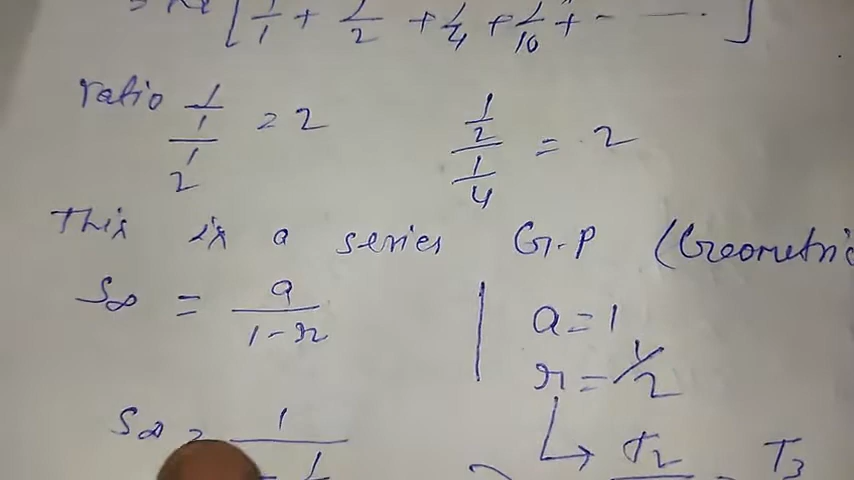 [1/1 + 1/2 + 1/4 + 1/10 + - — .]
ratio 1/1 / 1/2 = 2    1/2 / 1/4 = 2
This is a series G.P (Geometric
S∞ = a/1-r | a = 1
r = 1/2
S∞ = 1/ - 1    T2    T3